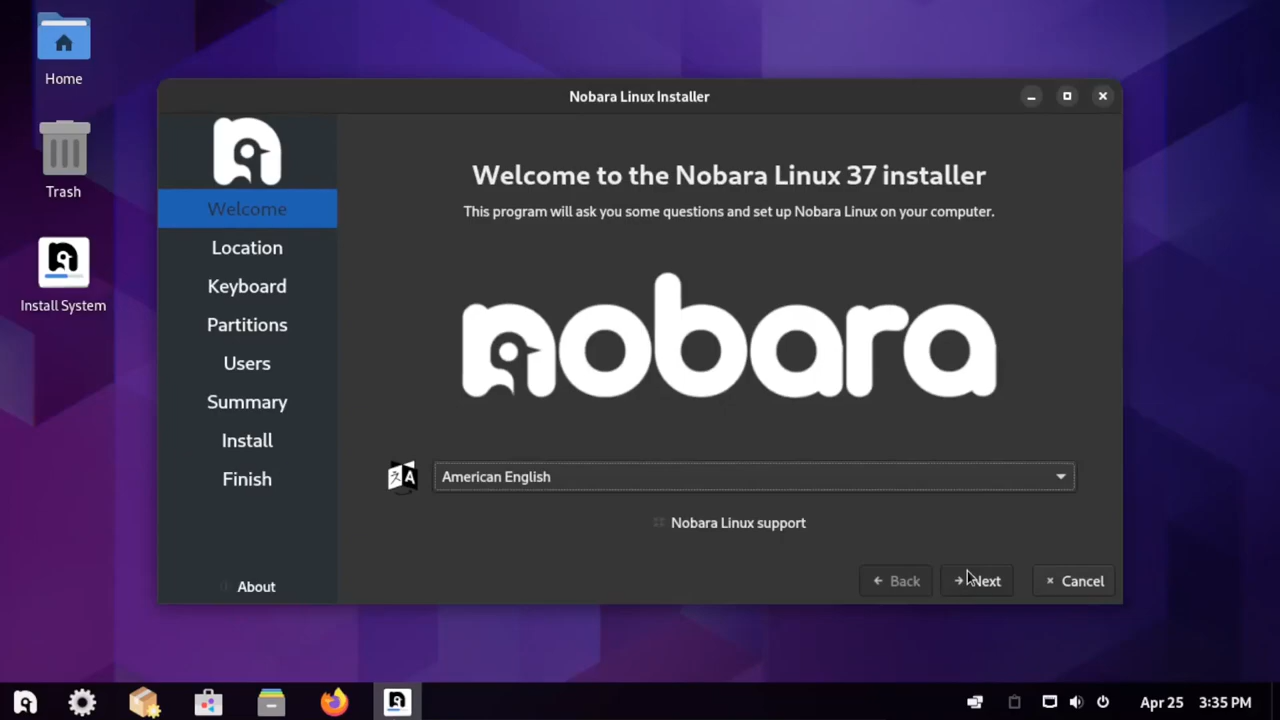 Home
Trash
Install System
Nobara Linux Installer
Welcome
Location
Keyboard
Partitions
Users
Summary
Install
Finish
About
Welcome to the Nobara Linux 37 installer
This program will ask you some questions and set up Nobara Linux on your computer.
nobara
American English
Nobara Linux support
Back
Next
Cancel
Apr 25 3:35 PM